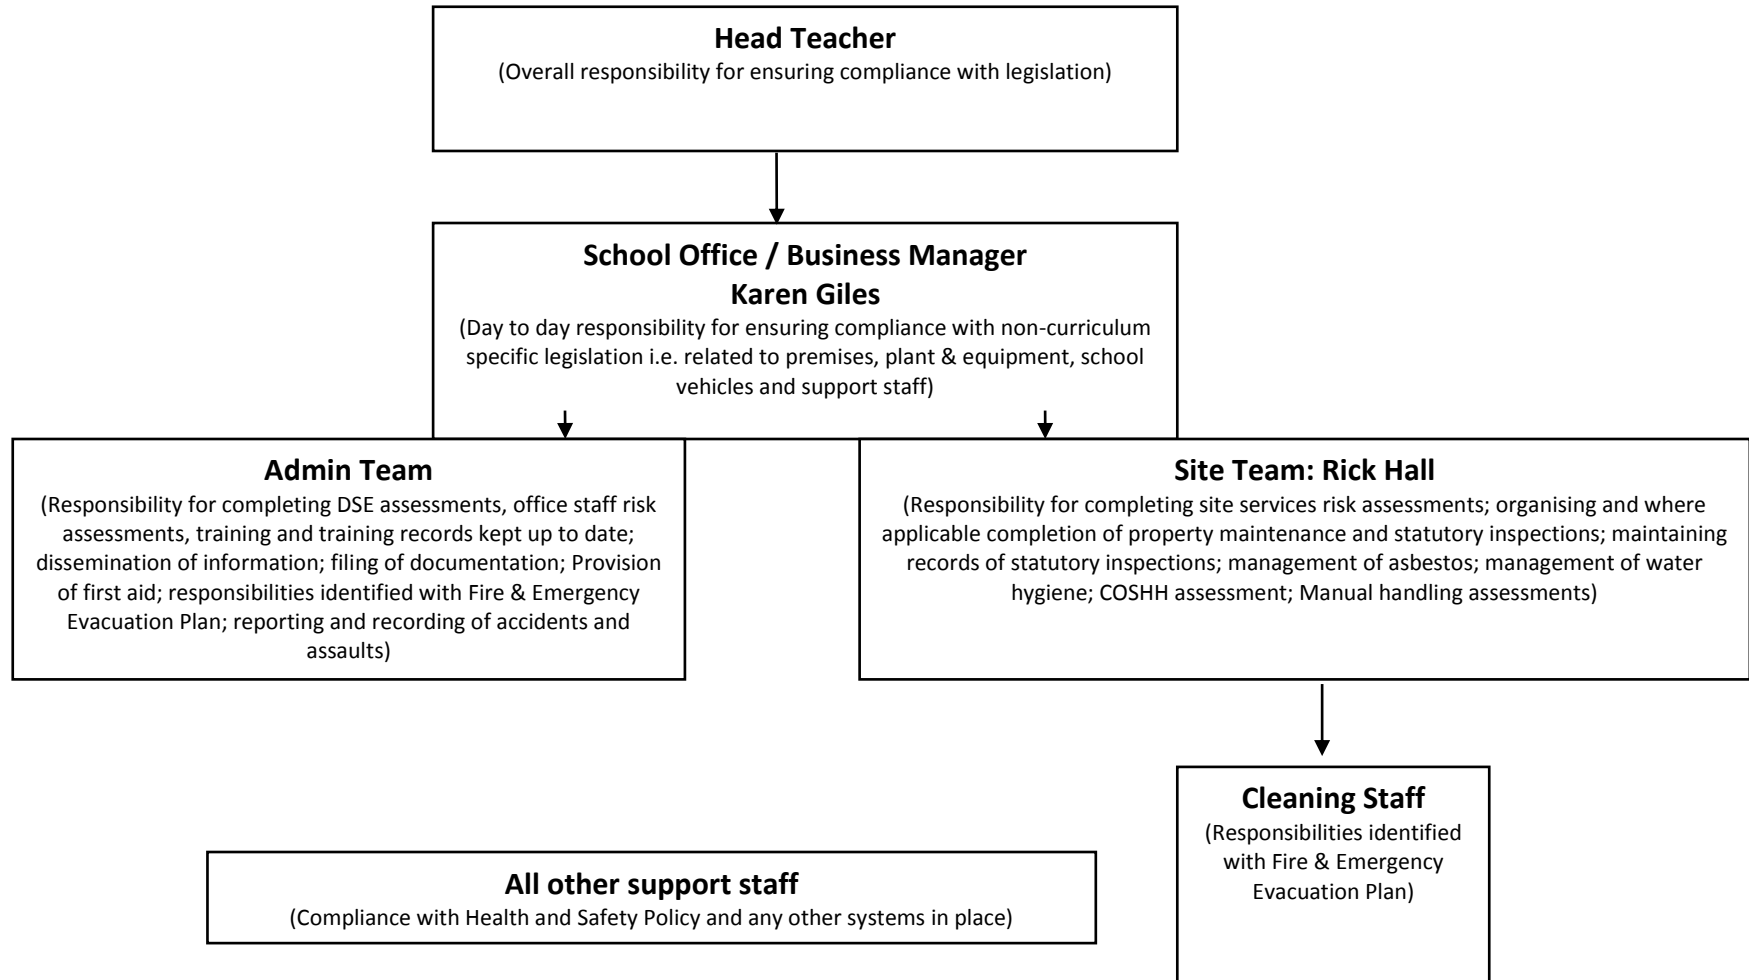 Head Teacher
(Overall responsibility for ensuring compliance with legislation)
School Office / Business Manager
Karen Giles
(Day to day responsibility for ensuring compliance with non-curriculum
specific legislation i.e. related to premises, plant & equipment, school
vehicles and support staff)
Admin Team
(Responsibility for completing DSE assessments, office staff risk
assessments, training and training records kept up to date;
dissemination of information; filing of documentation; Provision
of first aid; responsibilities identified with Fire & Emergency
Evacuation Plan; reporting and recording of accidents and
assaults)
Site Team: Rick Hall
(Responsibility for completing site services risk assessments; organising and where
applicable completion of property maintenance and statutory inspections; maintaining
records of statutory inspections; management of asbestos; management of water
hygiene; COSHH assessment; Manual handling assessments)
Cleaning Staff
(Responsibilities identified
with Fire & Emergency
Evacuation Plan)
All other support staff
(Compliance with Health and Safety Policy and any other systems in place)